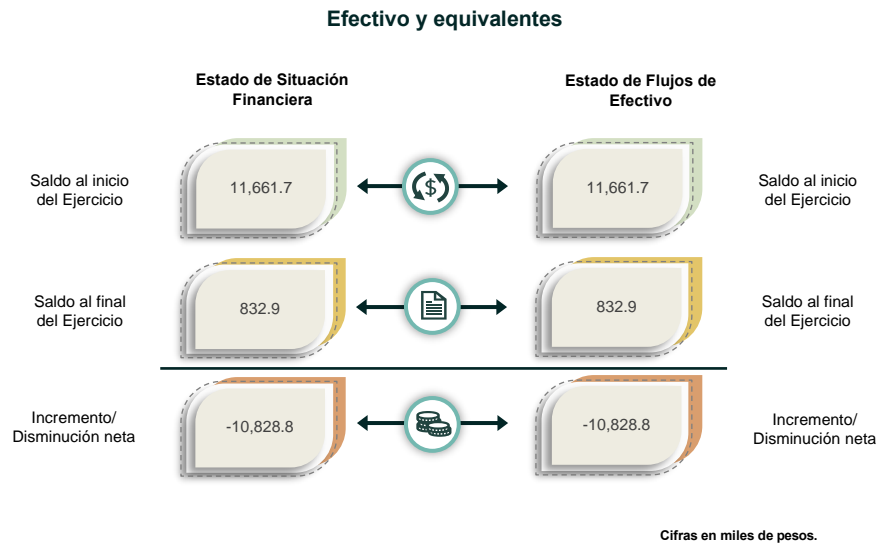 Efectivo y equivalentes
Estado de Situación
Financiera
Estado de Flujos de
Efectivo
Saldo al inicio
del Ejercicio
11,661.7
$
11,661.7
Saldo al inicio
del Ejercicio
Saldo al final
del Ejercicio
832.9
832.9
Saldo al final
del Ejercicio
Incremento/
Disminución neta
-10,828.8
-10,828.8
Incremento/
Disminución neta
Cifras en miles de pesos.